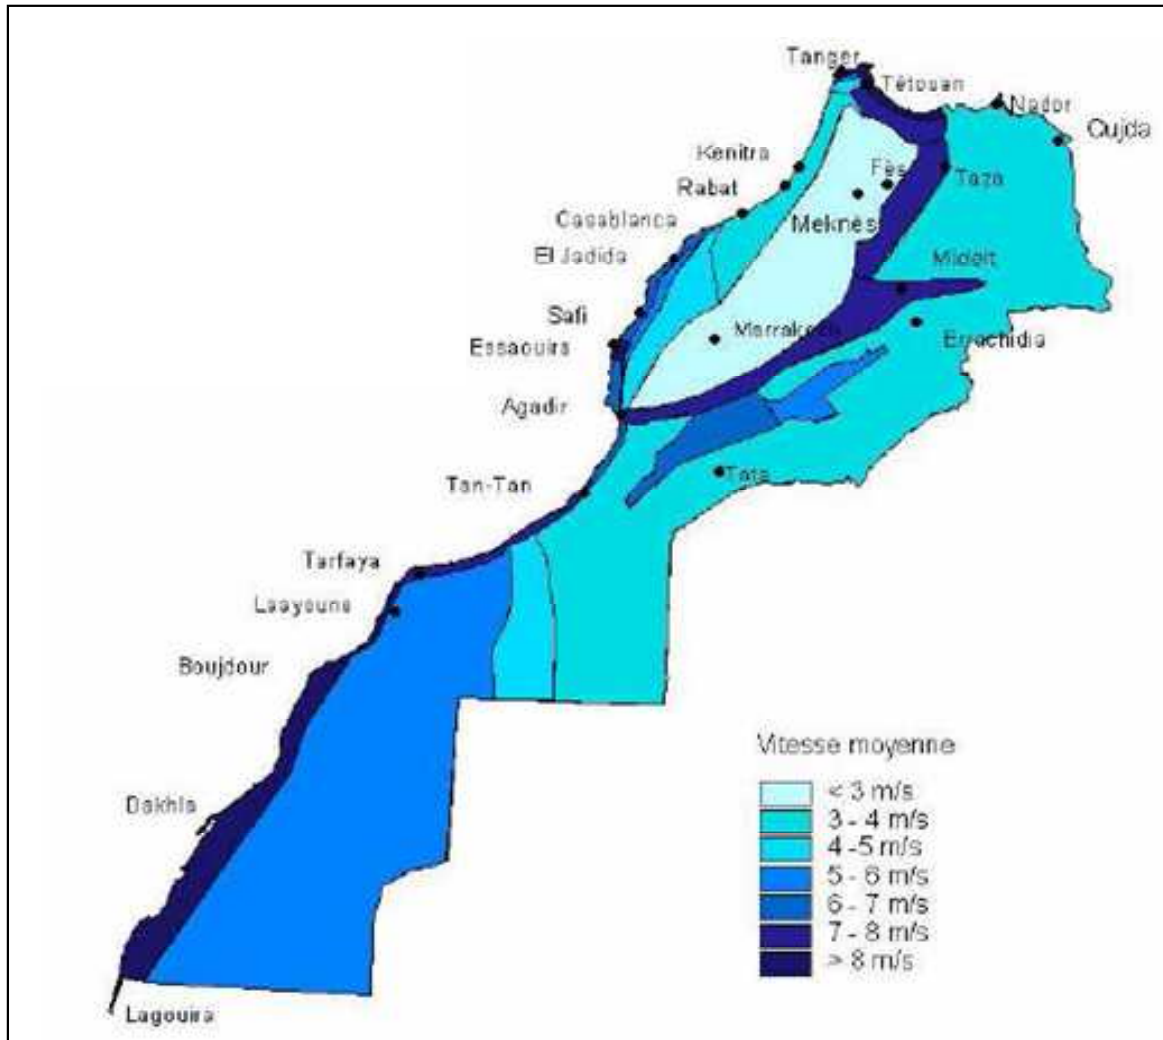 Tanger
Tétouan
Nador
Oujda
Kenitra
Fès
Taza
Rabat
Casablanca
Meknès
El Jadida
Midelt
Safi
Marrakech
Essaouira
Errachidia
Agadir
Tata
Tan-Tan
Tarfaya
Laayoune
Boujdour
Vitesse moyenne
< 3 m/s
3 - 4 m/s
4 -5 m/s
5 - 6 m/s
6 - 7 m/s
7 - 8 m/s
> 8 m/s
Dakhla
Lagouira